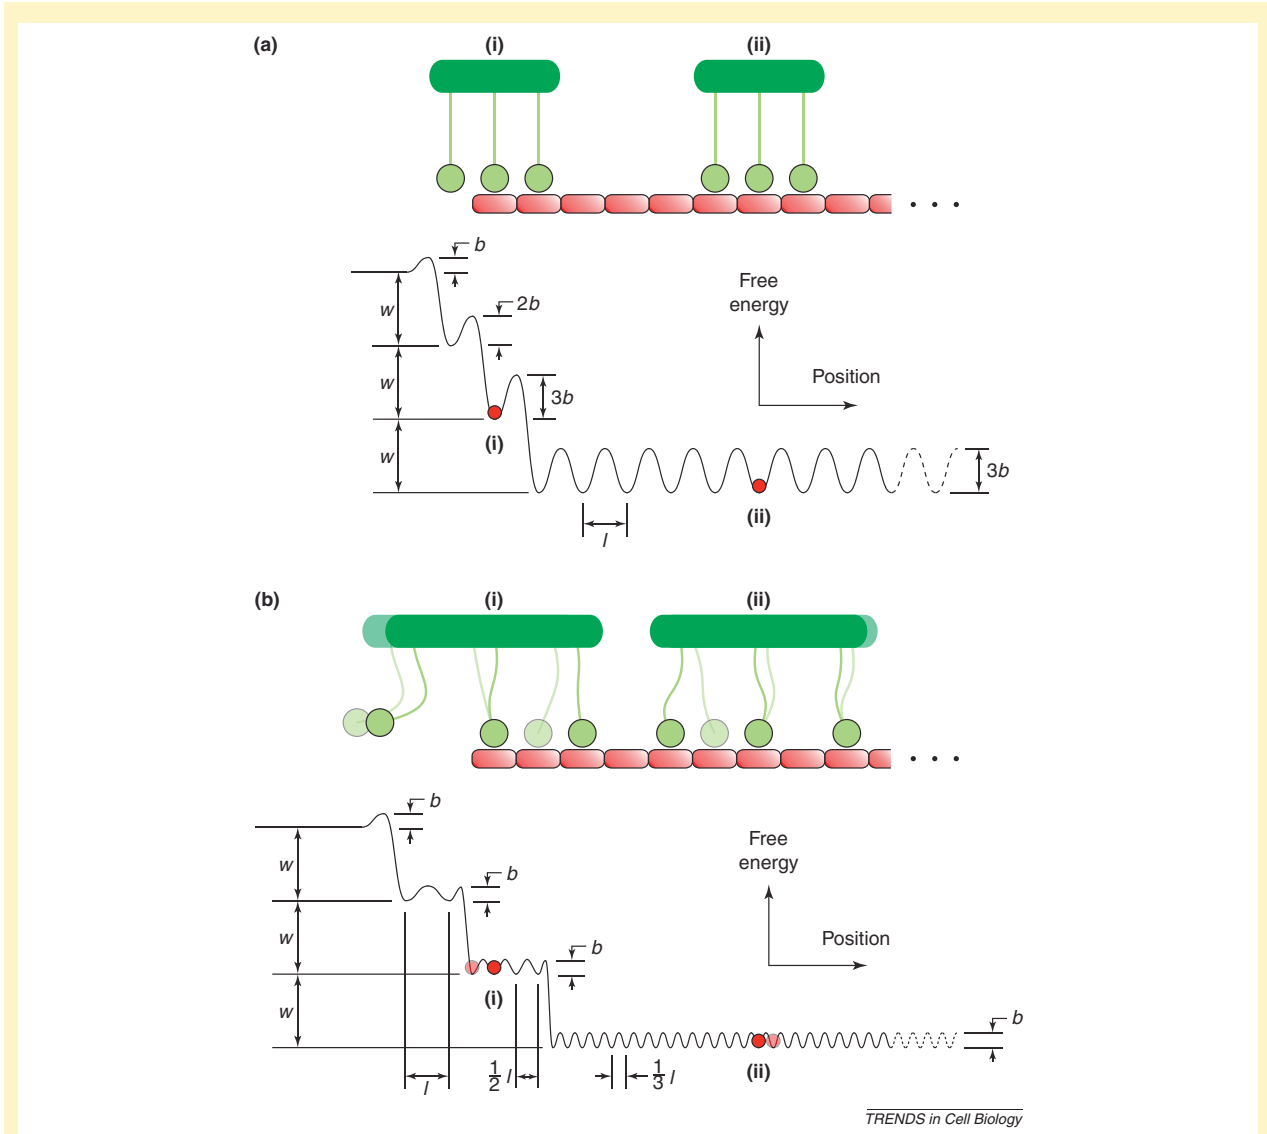 (a)
(i)
(ii)
b
w
2b
w
3b
(i)
w
Free
energy
Position
3b
(ii)
l
(b)
(i)
(ii)
b
w
b
w
b
(i)
w
Free
energy
Position
b
l
1/2 l
1/3 l
(ii)
TRENDS in Cell Biology